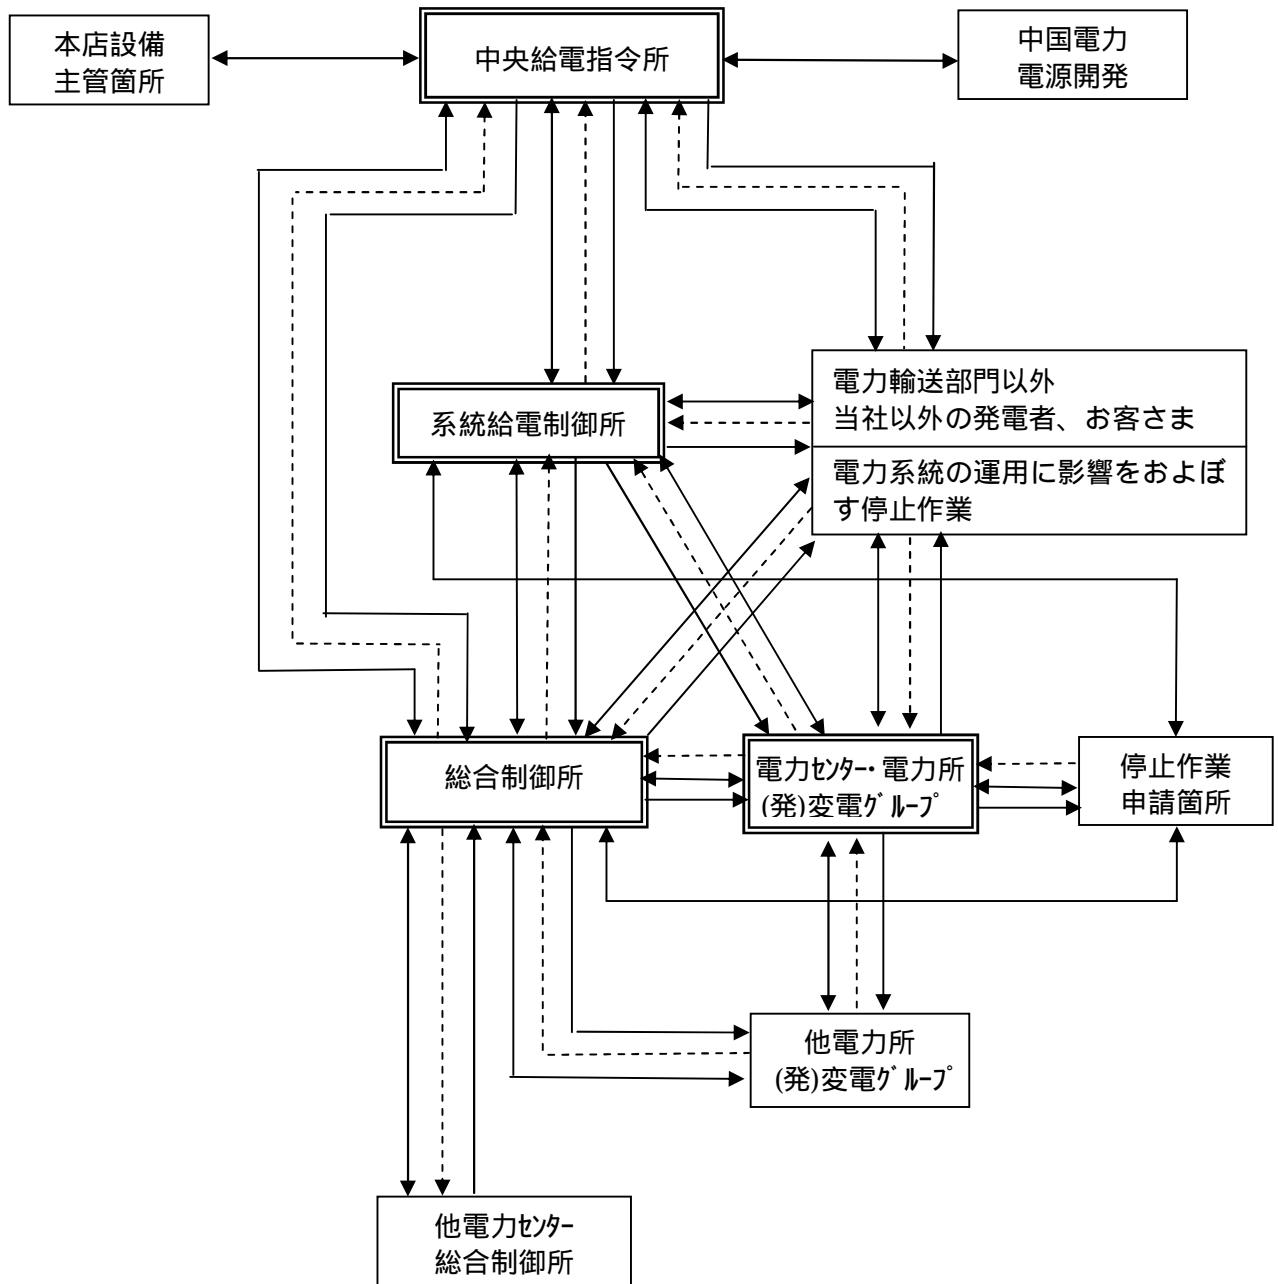 本店設備
主管箇所
中央給電指令所
中国電力
電源開発
電力輸送部門以外
当社以外の発電者、お客さま
系統給電制御所
電力系統の運用に影響をおよぼ
す停止作業
総合制御所
電力ｾﾝﾀｰ・電力所
(発)変電ｸﾞﾙｰﾌﾟ
停止作業
申請箇所
他電力所
(発)変電ｸﾞﾙｰﾌﾟ
他電力ｾﾝﾀｰ
総合制御所